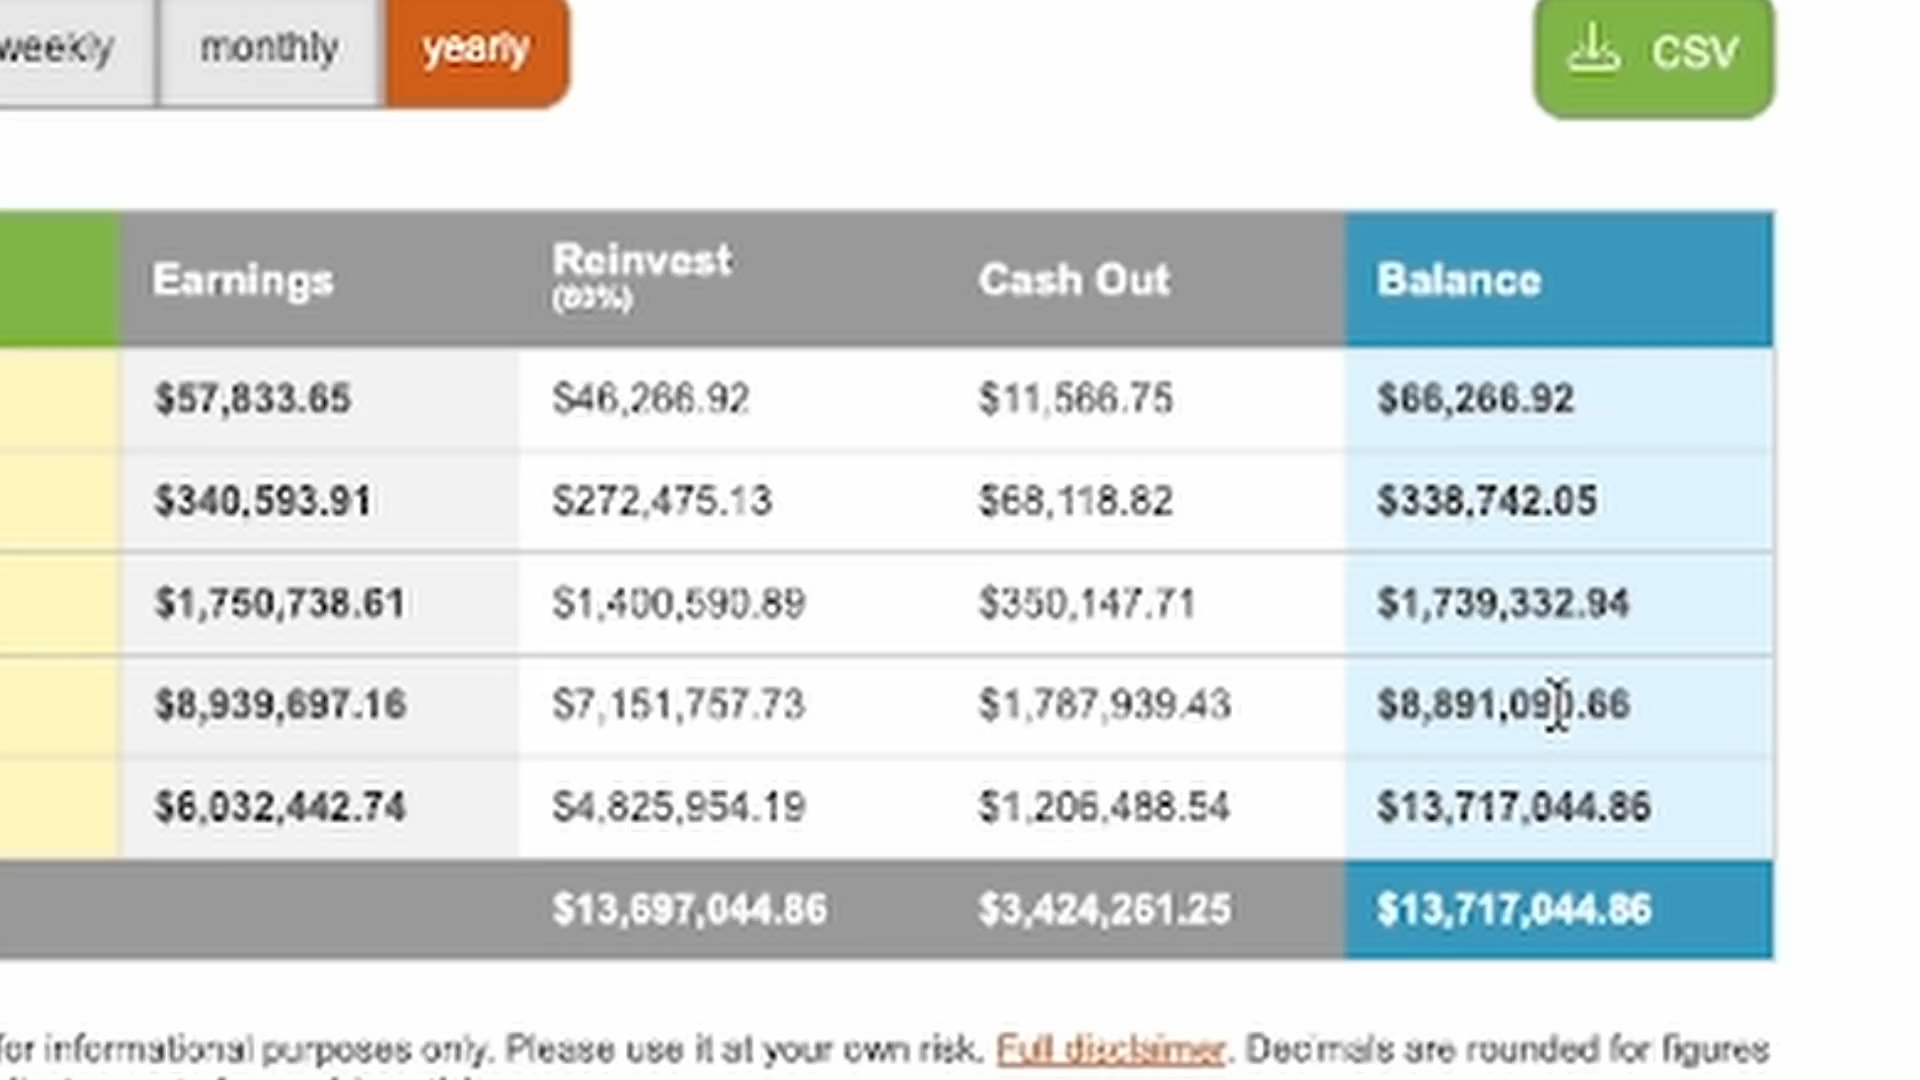 weekly monthly yearly CSV
Earnings Reinvest Cash Out Balance
$57,833.65 $46,266.92 $11,566.75 $66,266.92
$340,593.91 $272,475.13 $68,118.82 $338,742.05
$1,750,738.61 $1,400,590.89 $350,147.71 $1,739,332.94
$8,939,697.16 $7,151,757.73 $1,787,939.43 $8,891,090.66
$6,032,442.74 $4,825,954.19 $1,206,488.54 $13,717,044.86
$13,697,044.86 $3,424,261.25 $13,717,044.86
for informational purposes only. Please use it at your own risk. Full disclaimer. Decimals are rounded for figures